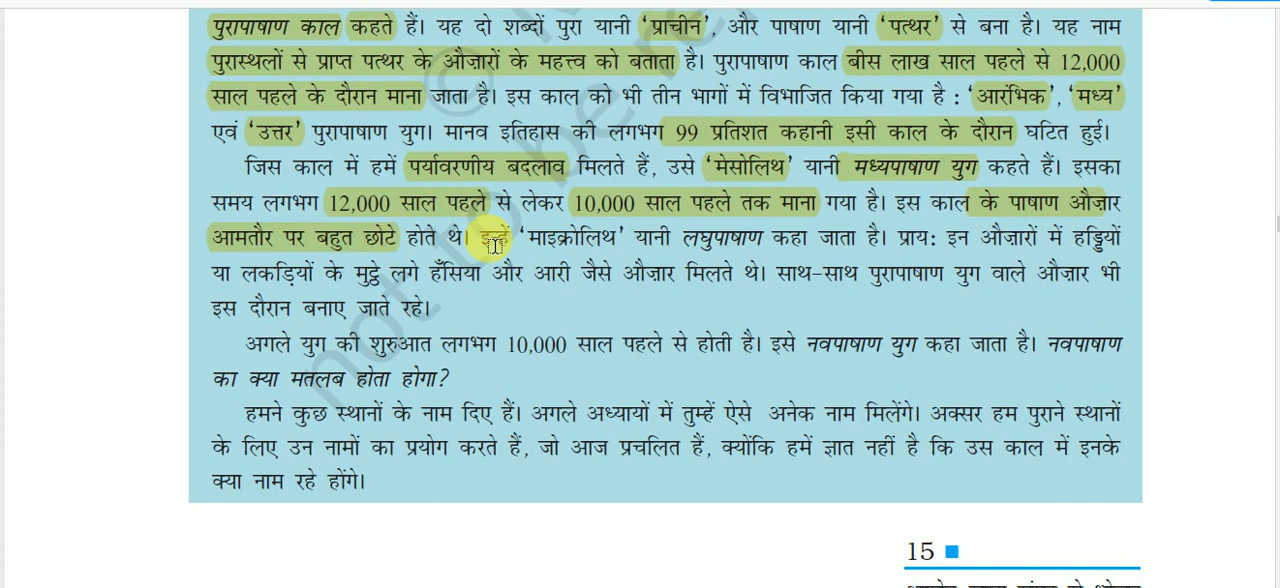 पुरापाषाण काल कहते हैं। यह दो शब्दों पुरा यानी ‘प्राचीन’, और पाषाण यानी ‘पत्थर’ से बना है। यह नाम
पुरास्थलों से प्राप्त पत्थर के औज़ारों के महत्त्व को बताता है। पुरापाषाण काल बीस लाख साल पहले से 12,000
साल पहले के दौरान माना जाता है। इस काल को भी तीन भागों में विभाजित किया गया है : ‘आरंभिक’, ‘मध्य’
एवं ‘उत्तर’ पुरापाषाण युग। मानव इतिहास की लगभग 99 प्रतिशत कहानी इसी काल के दौरान घटित हुई।
जिस काल में हमें पर्यावरणीय बदलाव मिलते हैं, उसे ‘मेसोलिथ’ यानी मध्यपाषाण युग कहते हैं। इसका
समय लगभग 12,000 साल पहले से लेकर 10,000 साल पहले तक माना गया है। इस काल के पाषाण औज़ार
आमतौर पर बहुत छोटे होते थे। इन्हें ‘माइक्रोलिथ’ यानी लघुपाषाण कहा जाता है। प्राय: इन औज़ारों में हड्डियों
या लकड़ियों के मुट्ठे लगे हँसिया और आरी जैसे औज़ार मिलते थे। साथ-साथ पुरापाषाण युग वाले औज़ार भी
इस दौरान बनाए जाते रहे।
अगले युग की शुरुआत लगभग 10,000 साल पहले से होती है। इसे नवपाषाण युग कहा जाता है। नवपाषाण
का क्या मतलब होता होगा?
हमने कुछ स्थानों के नाम दिए हैं। अगले अध्यायों में तुम्हें ऐसे अनेक नाम मिलेंगे। अक्सर हम पुराने स्थानों
के लिए उन नामों का प्रयोग करते हैं, जो आज प्रचलित हैं, क्योंकि हमें ज्ञात नहीं है कि उस काल में इनके
क्या नाम रहे होंगे।
not to be re
15